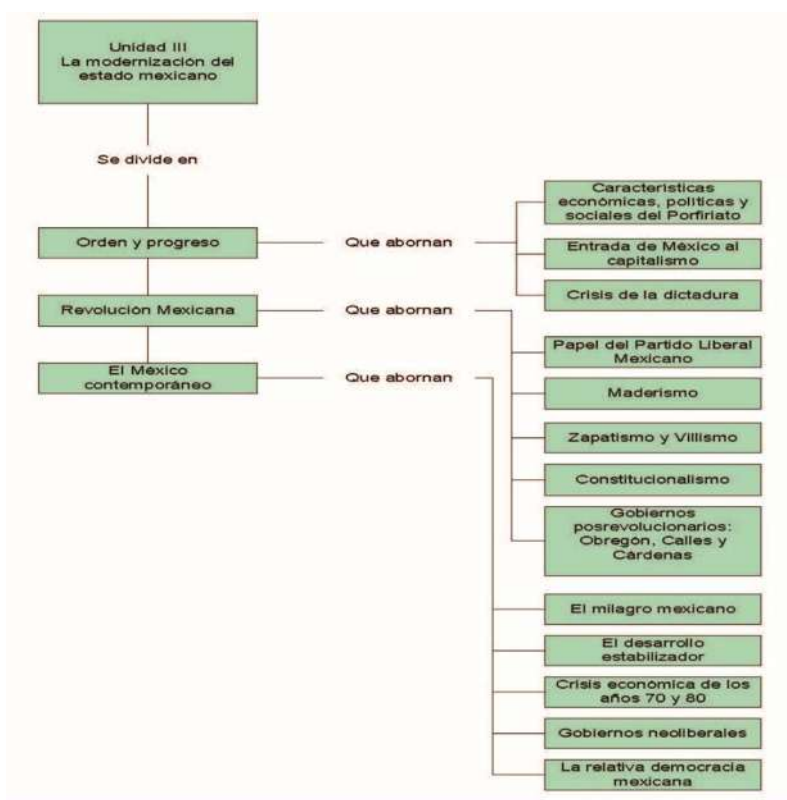 Unidad III
La modernización del
estado mexicano
Se divide en
Orden y progreso
Que abornan
Características
económicas, políticas y
sociales del Porfiriato
Entrada de México al
capitalismo
Crisis de la dictadura
Revolución Mexicana
Que abornan
Papel del Partido Liberal
Mexicano
Maderismo
Zapatismo y Villismo
Constitucionalismo
Gobiernos
posrevolucionarios:
Obregón, Calles y
Cárdenas
El México
contemporáneo
Que abornan
El milagro mexicano
El desarrollo
estabilizador
Crisis económica de los
años 70 y 80
Gobiernos neoliberales
La relativa democracia
mexicana